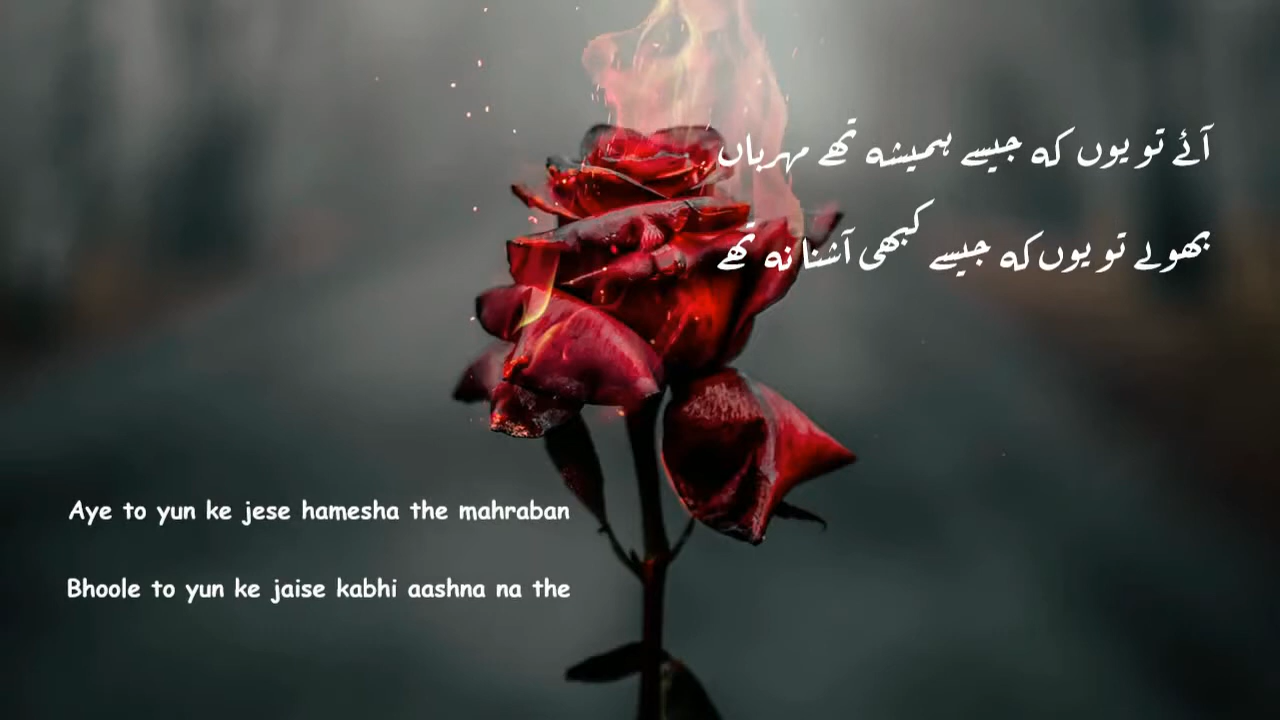 آئے تو یوں کہ جیسے ہمیشہ تھے مہرباں
بھولے تو یوں کہ جیسے کبھی آشنا نہ تھے
Aye to yun ke jese hamesha the mahraban
Bhoole to yun ke jaise kabhi aashna na the